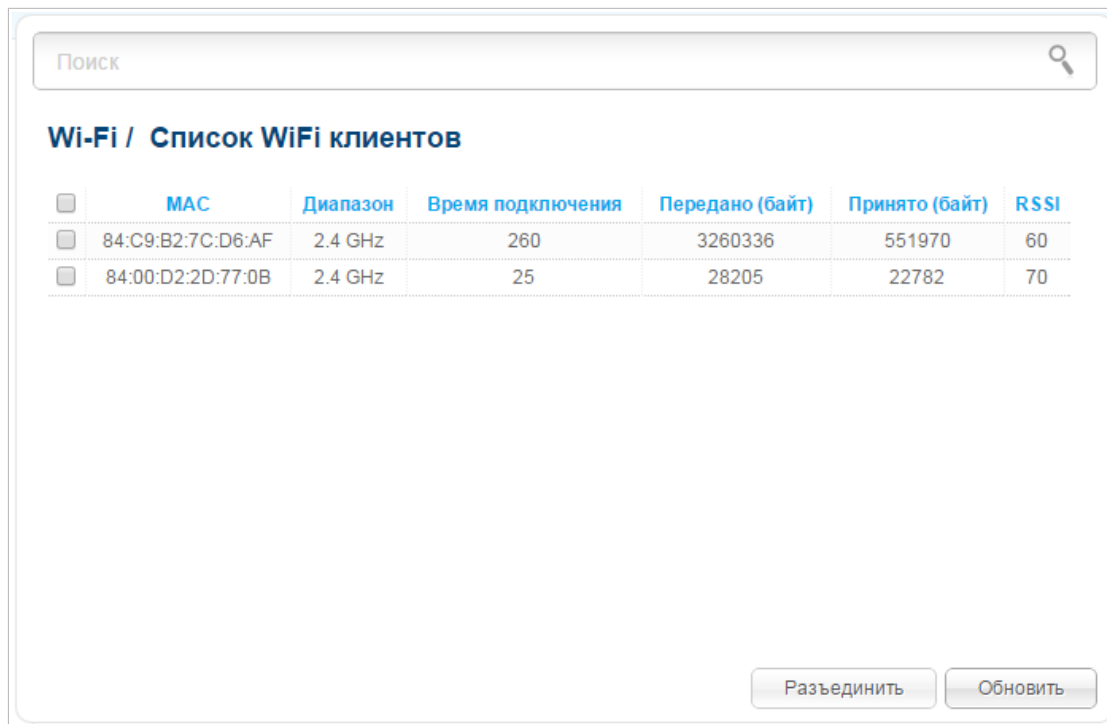 Поиск
Wi-Fi / Список WiFi клиентов
MAC Диапазон Время подключения Передано (байт) Принято (байт) RSSI
84:C9:B2:7C:D6:AF 2.4 GHz 260 3260336 551970 60
84:00:D2:2D:77:0B 2.4 GHz 25 28205 22782 70
Разъединить Обновить